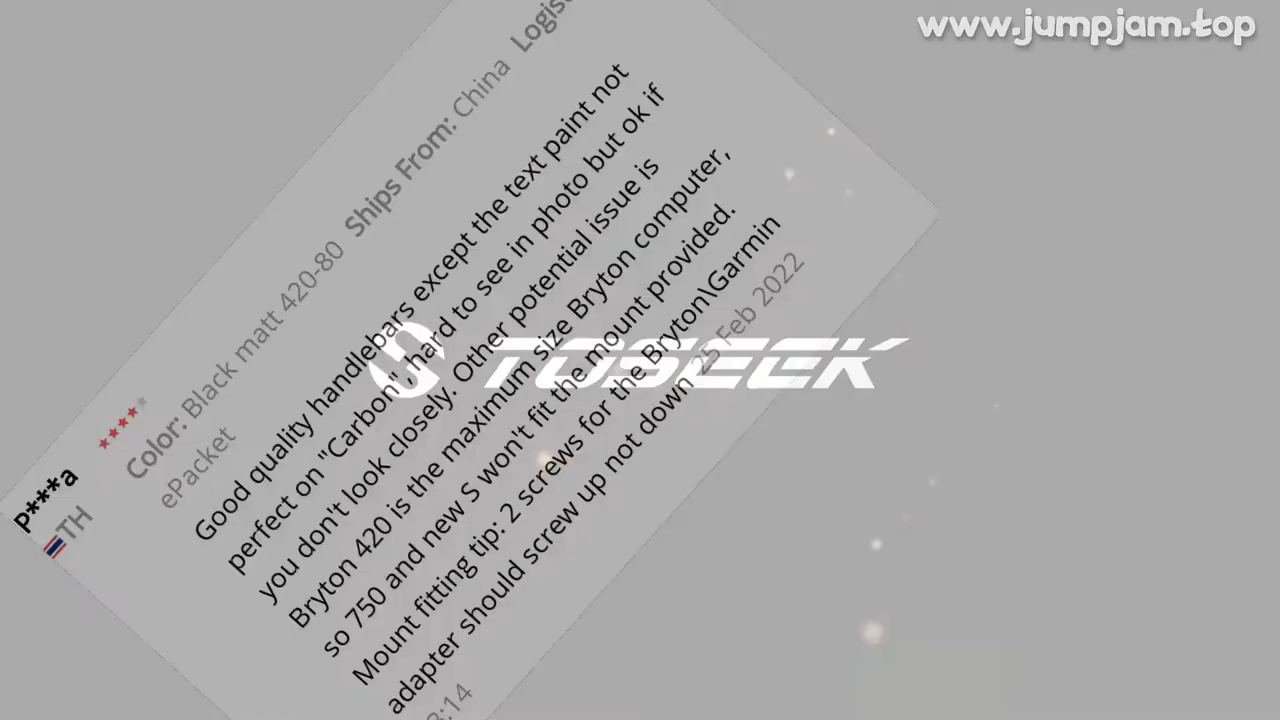 www.jumpjam.top
P***a
TH
Color: Black matt 420-80 Ships From: China
ePacket
Good quality handlebars except the text paint not
perfect on "Carbon", hard to see in photo but ok if
you don't look closely. Other potential issue is
Bryton 420 is the maximum size Bryton computer,
so 750 and new S won't fit the mount provided.
Mount fitting tip: 2 screws for the Bryton\Garmin
adapter should screw up not down 25 Feb 2022
TOSEEK